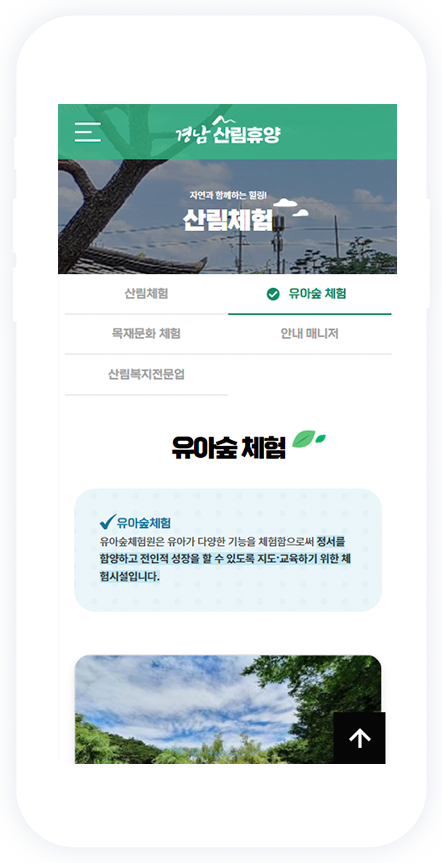 경남 산림휴양
자연과 함께하는 힐링!
산림체험
산림체험
유아숲 체험
목재문화 체험
안내 매니저
산림복지전문업
유아숲 체험
유아숲체험
유아숲체험원은 유아가 다양한 기능을 체험함으로써 정서를
함양하고 전인적 성장을 할 수 있도록 지도·교육하기 위한 체
험시설입니다.